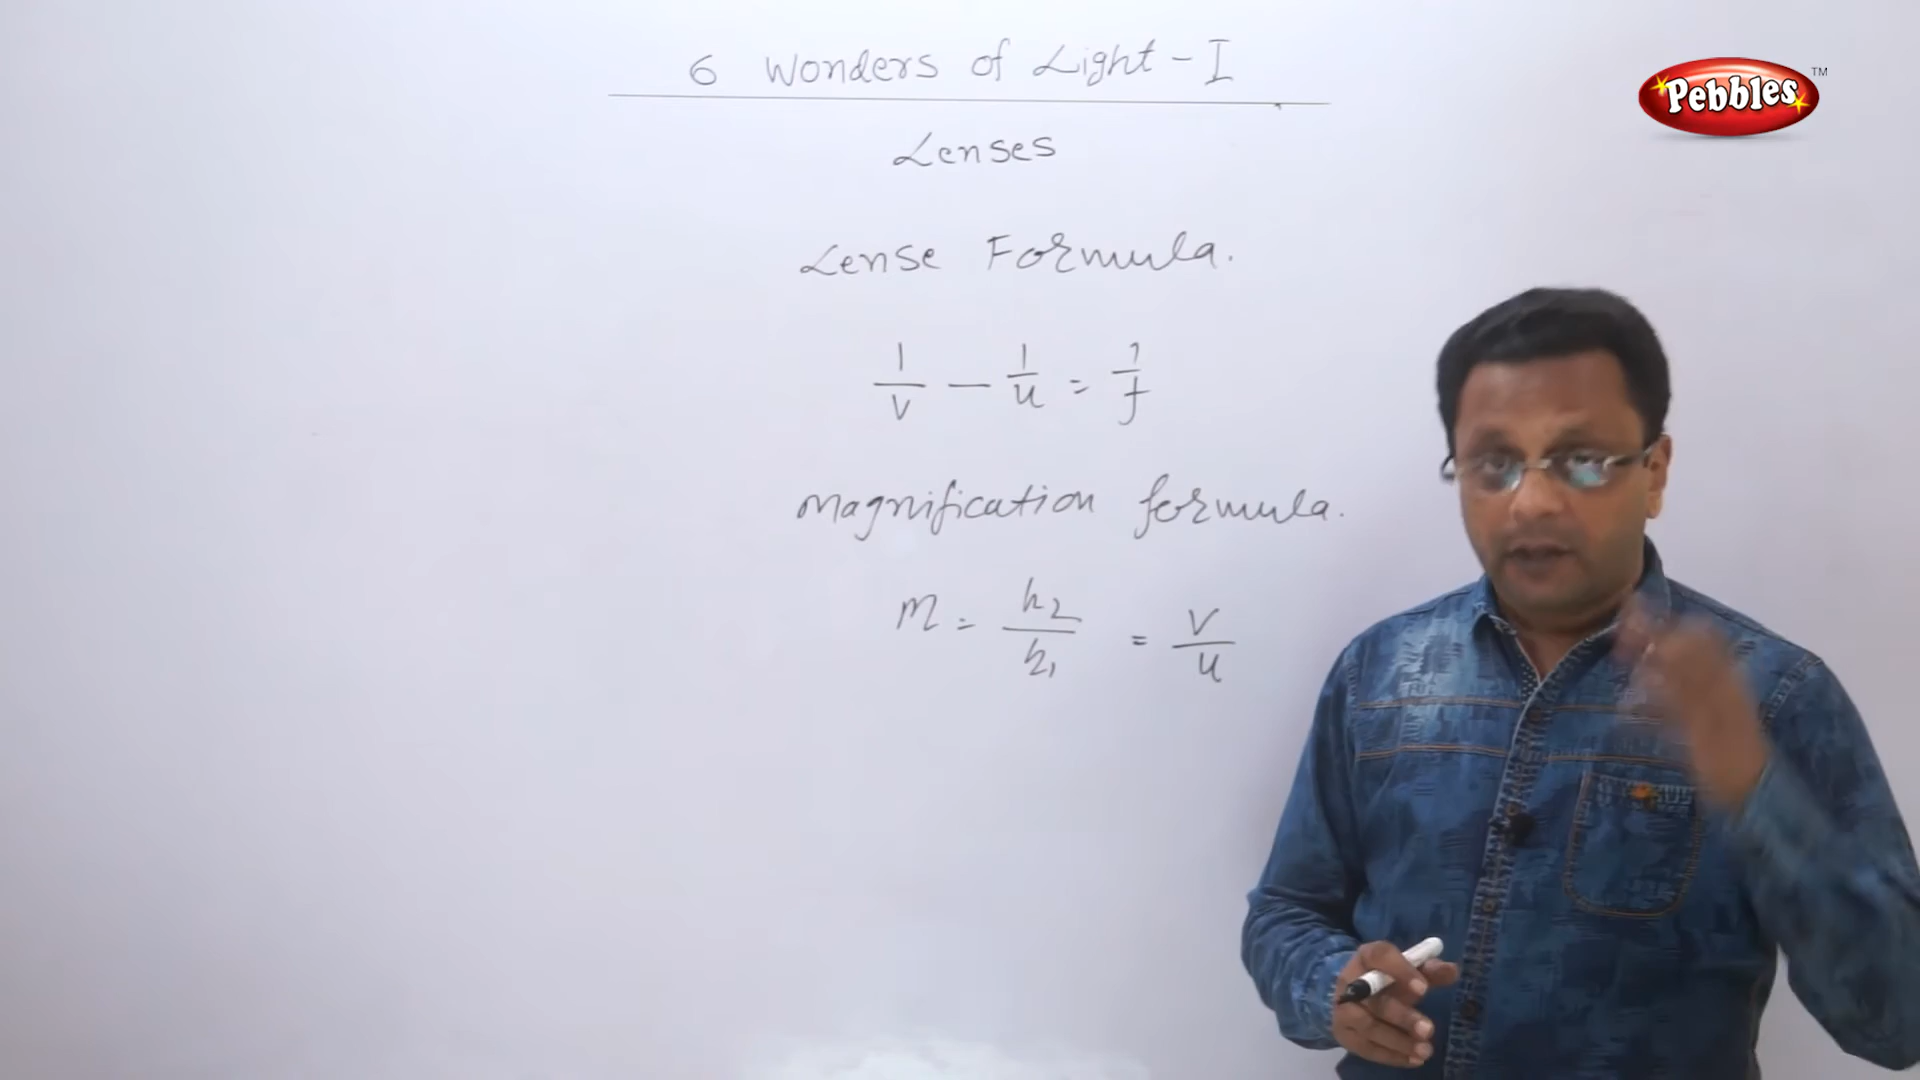 6 Wonders of Light - I
Pebbles TM
Lenses
Lense Formula.
1/v - 1/u = 1/f
Magnification formula.
M = h2/h1 = v/u